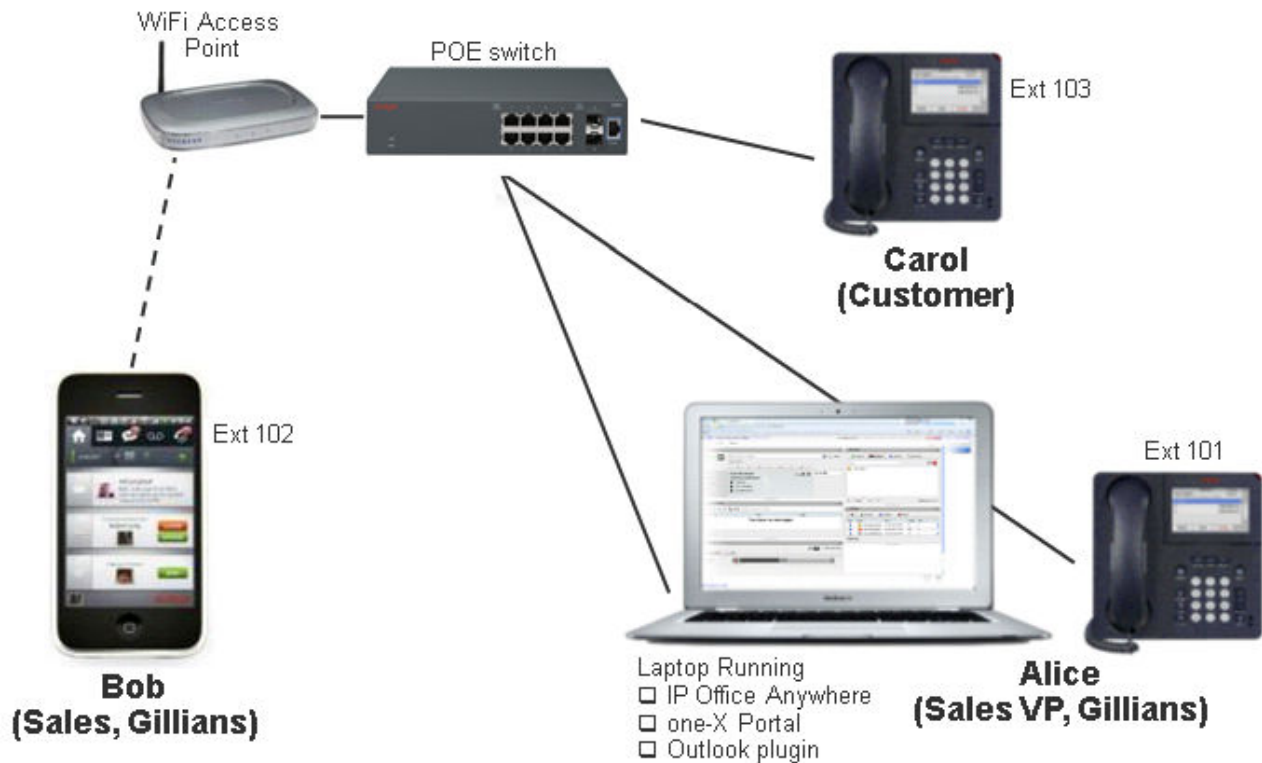 WiFi Access
Point
POE switch
Ext 103
Carol
(Customer)
Ext 102
Ext 101
Bob
(Sales, Gillians)
Laptop Running
☐ IP Office Anywhere
☐ one-X Portal
☐ Outlook plugin
Alice
(Sales VP, Gillians)